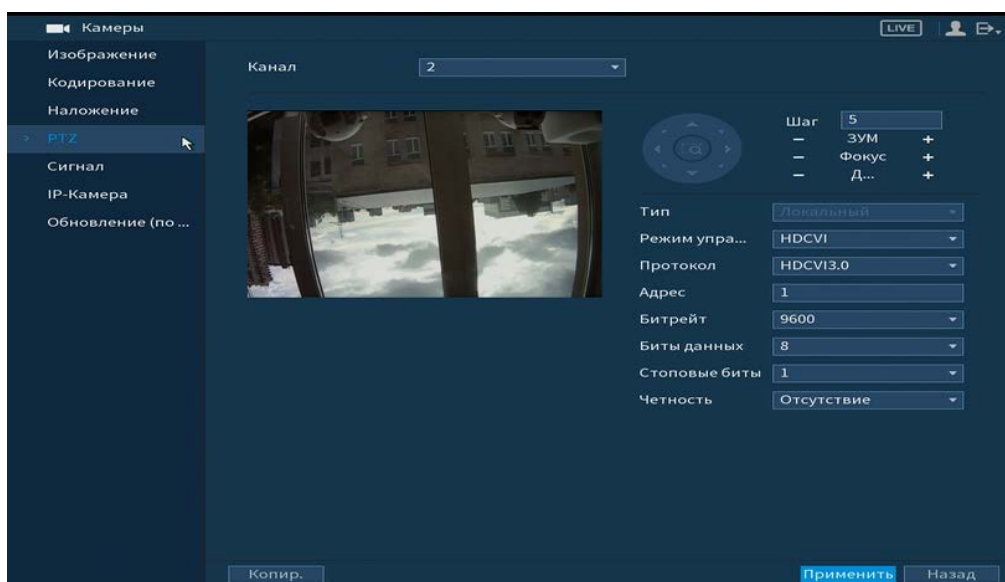 Камеры
LIVE
Изображение
Кодирование
Наложение
> PTZ
Сигнал
IP-Камера
Обновление (по ...
Канал 2
Шаг 5
– ЗУМ +
– Фокус +
– Д... +
Тип Локальный
Режим упра... HDCVI
Протокол HDCVI3.0
Адрес 1
Битрейт 9600
Биты данных 8
Стоповые биты 1
Четность Отсутствие
Копир.
Применить
Назад